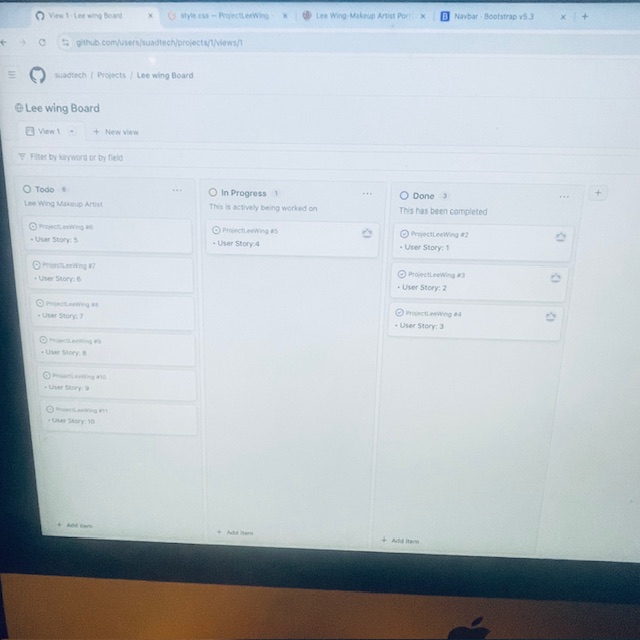 View 1 · Lee wing Board
style.css — ProjectLeeWing
Lee Wing-Makeup Artist Port
Navbar · Bootstrap v5.3
github.com/users/suadtech/projects/1/views/1
suadtech / Projects / Lee wing Board
Lee wing Board
View 1
+ New view
Filter by keyword or by field
Todo 6
Lee Wing Makeup Artist
ProjectLeeWing #6
• User Story: 5
ProjectLeeWing #7
• User Story: 6
ProjectLeeWing #8
• User Story: 7
ProjectLeeWing #9
• User Story: 8
ProjectLeeWing #10
• User Story: 9
ProjectLeeWing #11
• User Story: 10
+ Add item
In Progress 1
This is actively being worked on
ProjectLeeWing #5
• User Story:4
+ Add item
Done 3
This has been completed
ProjectLeeWing #2
• User Story: 1
ProjectLeeWing #3
• User Story: 2
ProjectLeeWing #4
• User Story: 3
+ Add item